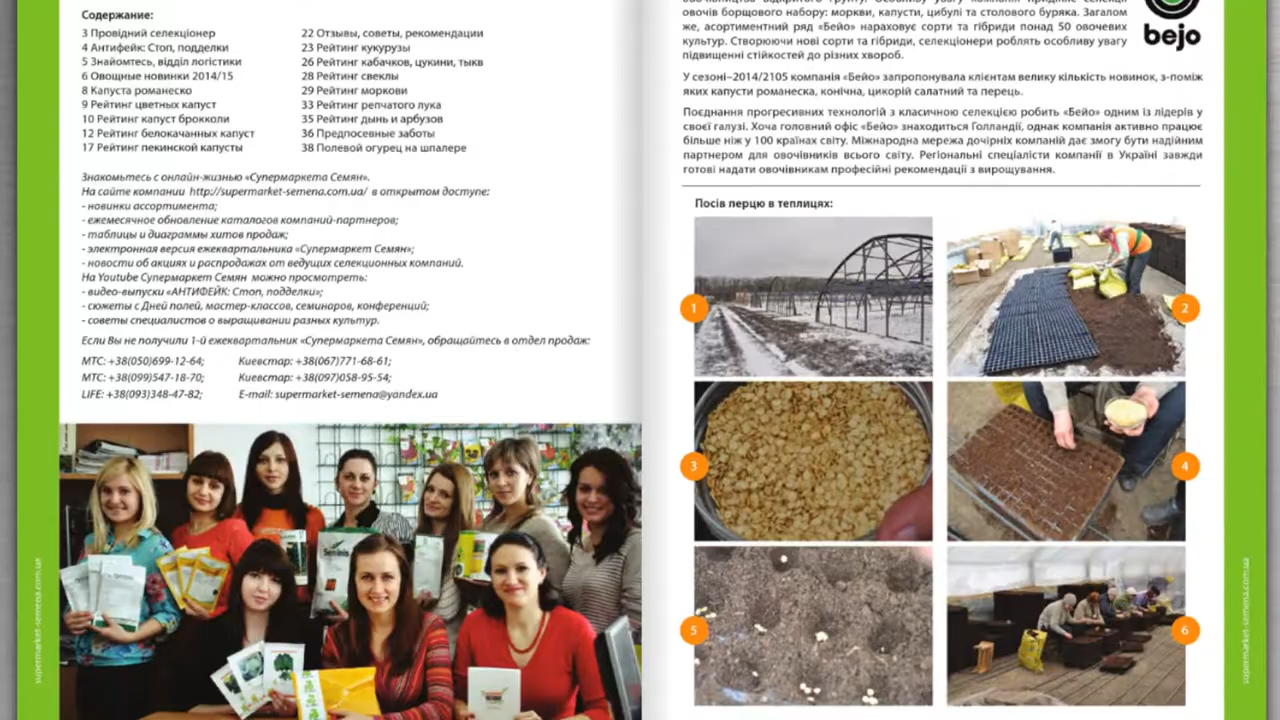 Содержание:
3 Провідний селекціонер
4 Антифейк: Стоп, подделки
5 Знайомтесь, відділ логістики
6 Овощные новинки 2014/15
8 Капуста романеско
9 Рейтинг цветных капуст
10 Рейтинг капуст брокколи
12 Рейтинг белокачанных капуст
17 Рейтинг пекинской капусты
22 Отзывы, советы, рекомендации
23 Рейтинг кукурузы
26 Рейтинг кабачков, цукини, тыкв
28 Рейтинг свеклы
29 Рейтинг моркови
33 Рейтинг репчатого лука
35 Рейтинг дынь и арбузов
36 Предпосевные заботы
38 Полевой огурец на шпалере
Знакомьтесь с онлайн-жизнью «Супермаркета Семян».
На сайте компании http://supermarket-semena.com.ua/ в открытом доступе:
- новинки ассортимента;
- ежемесячное обновление каталогов компаний-партнеров;
- таблицы и диаграммы хитов продаж;
- электронная версия ежеквартальника «Супермаркет Семян»;
- новости об акциях и распродажах от ведущих селекционных компаний.
На Youtube Супермаркет Семян можно просмотреть:
- видео-выпуски «АНТИФЕЙК: Стоп, подделки»;
- сюжеты с Дней полей, мастер-классов, семинаров, конференций;
- советы специалистов о выращивании разных культур.
Если Вы не получили 1-й ежеквартальник «Супермаркета Семян», обращайтесь в отдел продаж:
МТС: +38(050)699-12-64; Киевстар: +38(067)771-68-61;
МТС: +38(099)547-18-70; Киевстар: +38(097)058-95-54;
LIFE: +38(093)348-47-82; E-mail: supermarket-semena@yandex.ua
Seminis
supermarket-semena.com.ua
овочів борщового набору: моркви, капусти, цибулі та столового буряка. Загалом
же, асортиментний ряд «Бейо» нараховує сорти та гібриди понад 50 овочевих
культур. Створюючи нові сорти та гібриди, селекціонери роблять особливу увагу
підвищенні стійкостей до різних хвороб.
bejo
У сезоні–2014/2105 компанія «Бейо» запропонувала клієнтам велику кількість новинок, з-поміж
яких капусти романеска, конічна, цикорій салатний та перець.
Поєднання прогресивних технологій з класичною селекцією робить «Бейо» одним із лідерів у
своєї галузі. Хоча головний офіс «Бейо» знаходиться Голландії, однак компанія активно працює
більше ніж у 100 країнах світу. Міжнародна мережа дочірніх компаній дає змогу бути надійним
партнером для овочівників всього світу. Регіональні спеціалісти компанії в Україні завжди
готові надати овочівникам професійні рекомендації з вирощування.
Посів перцю в теплицях:
1
2
3
4
5
6
supermarket-semena.com.ua